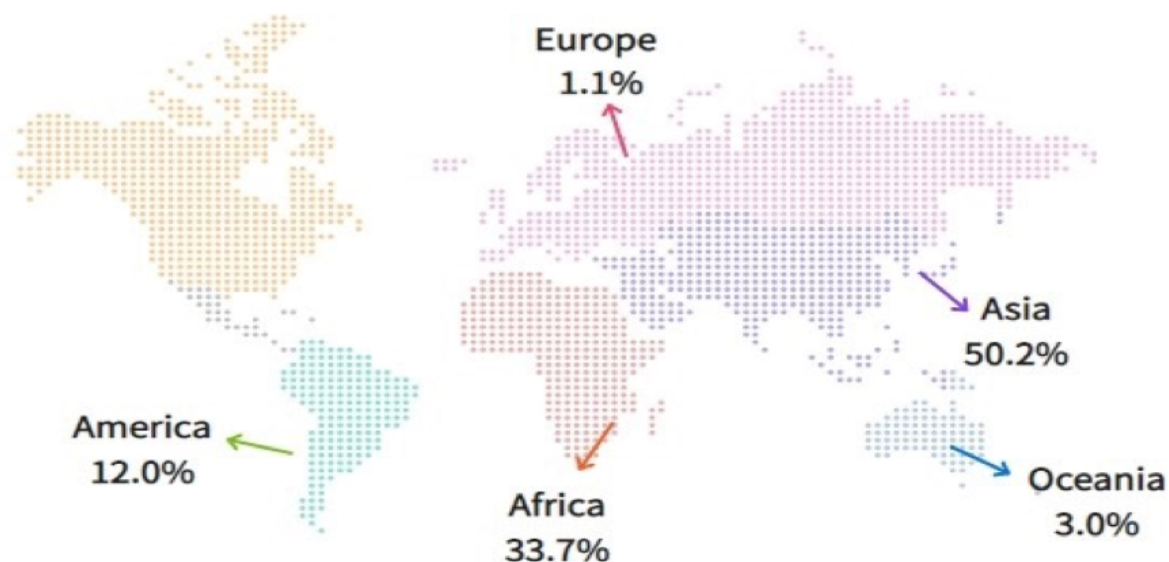 Europe
1.1%
Asia
50.2%
America
12.0%
Africa
33.7%
Oceania
3.0%